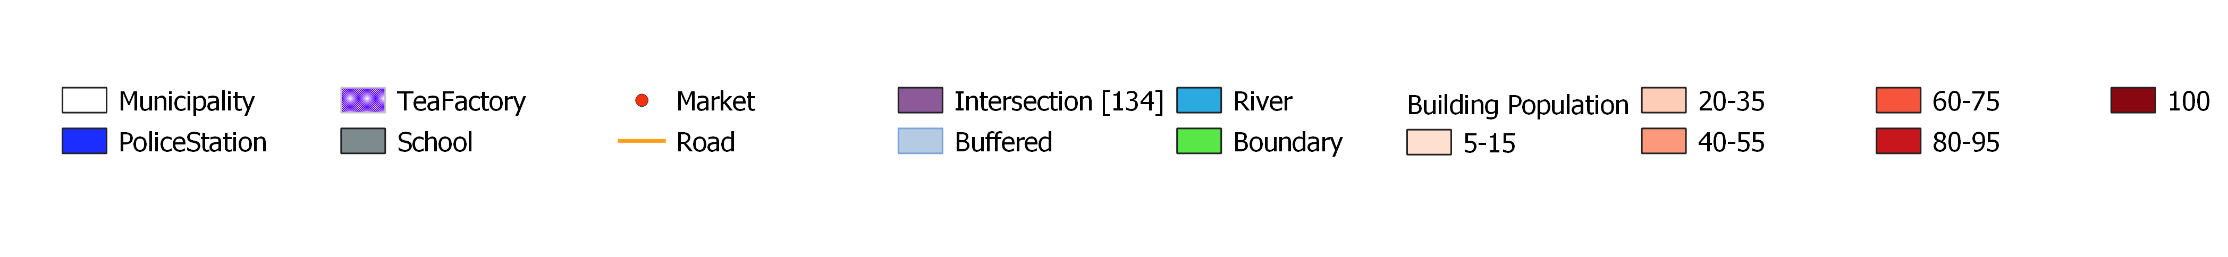 Municipality TeaFactory Market Intersection [134] River Building Population 20-35 60-75 100
PoliceStation School Road Buffered Boundary 5-15 40-55 80-95